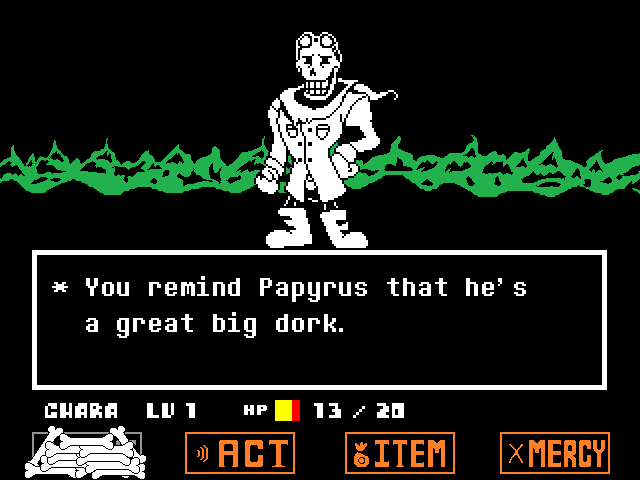 * You remind Papyrus that he's
a great big dork.
CHARA LV 1 HP 13 / 20
ACT ITEM MERCY